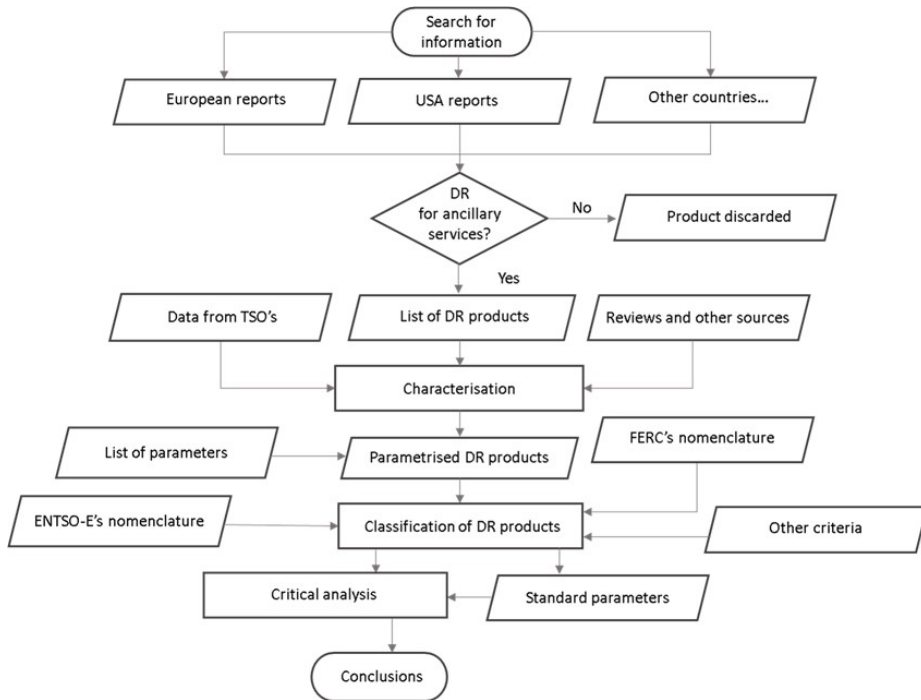 Search for
information
European reports
USA reports
Other countries...
DR
for ancillary
services?
No
Product discarded
Yes
Data from TSO's
List of DR products
Reviews and other sources
Characterisation
List of parameters
Parametrised DR products
FERC's nomenclature
ENTSO-E's nomenclature
Classification of DR products
Other criteria
Critical analysis
Standard parameters
Conclusions